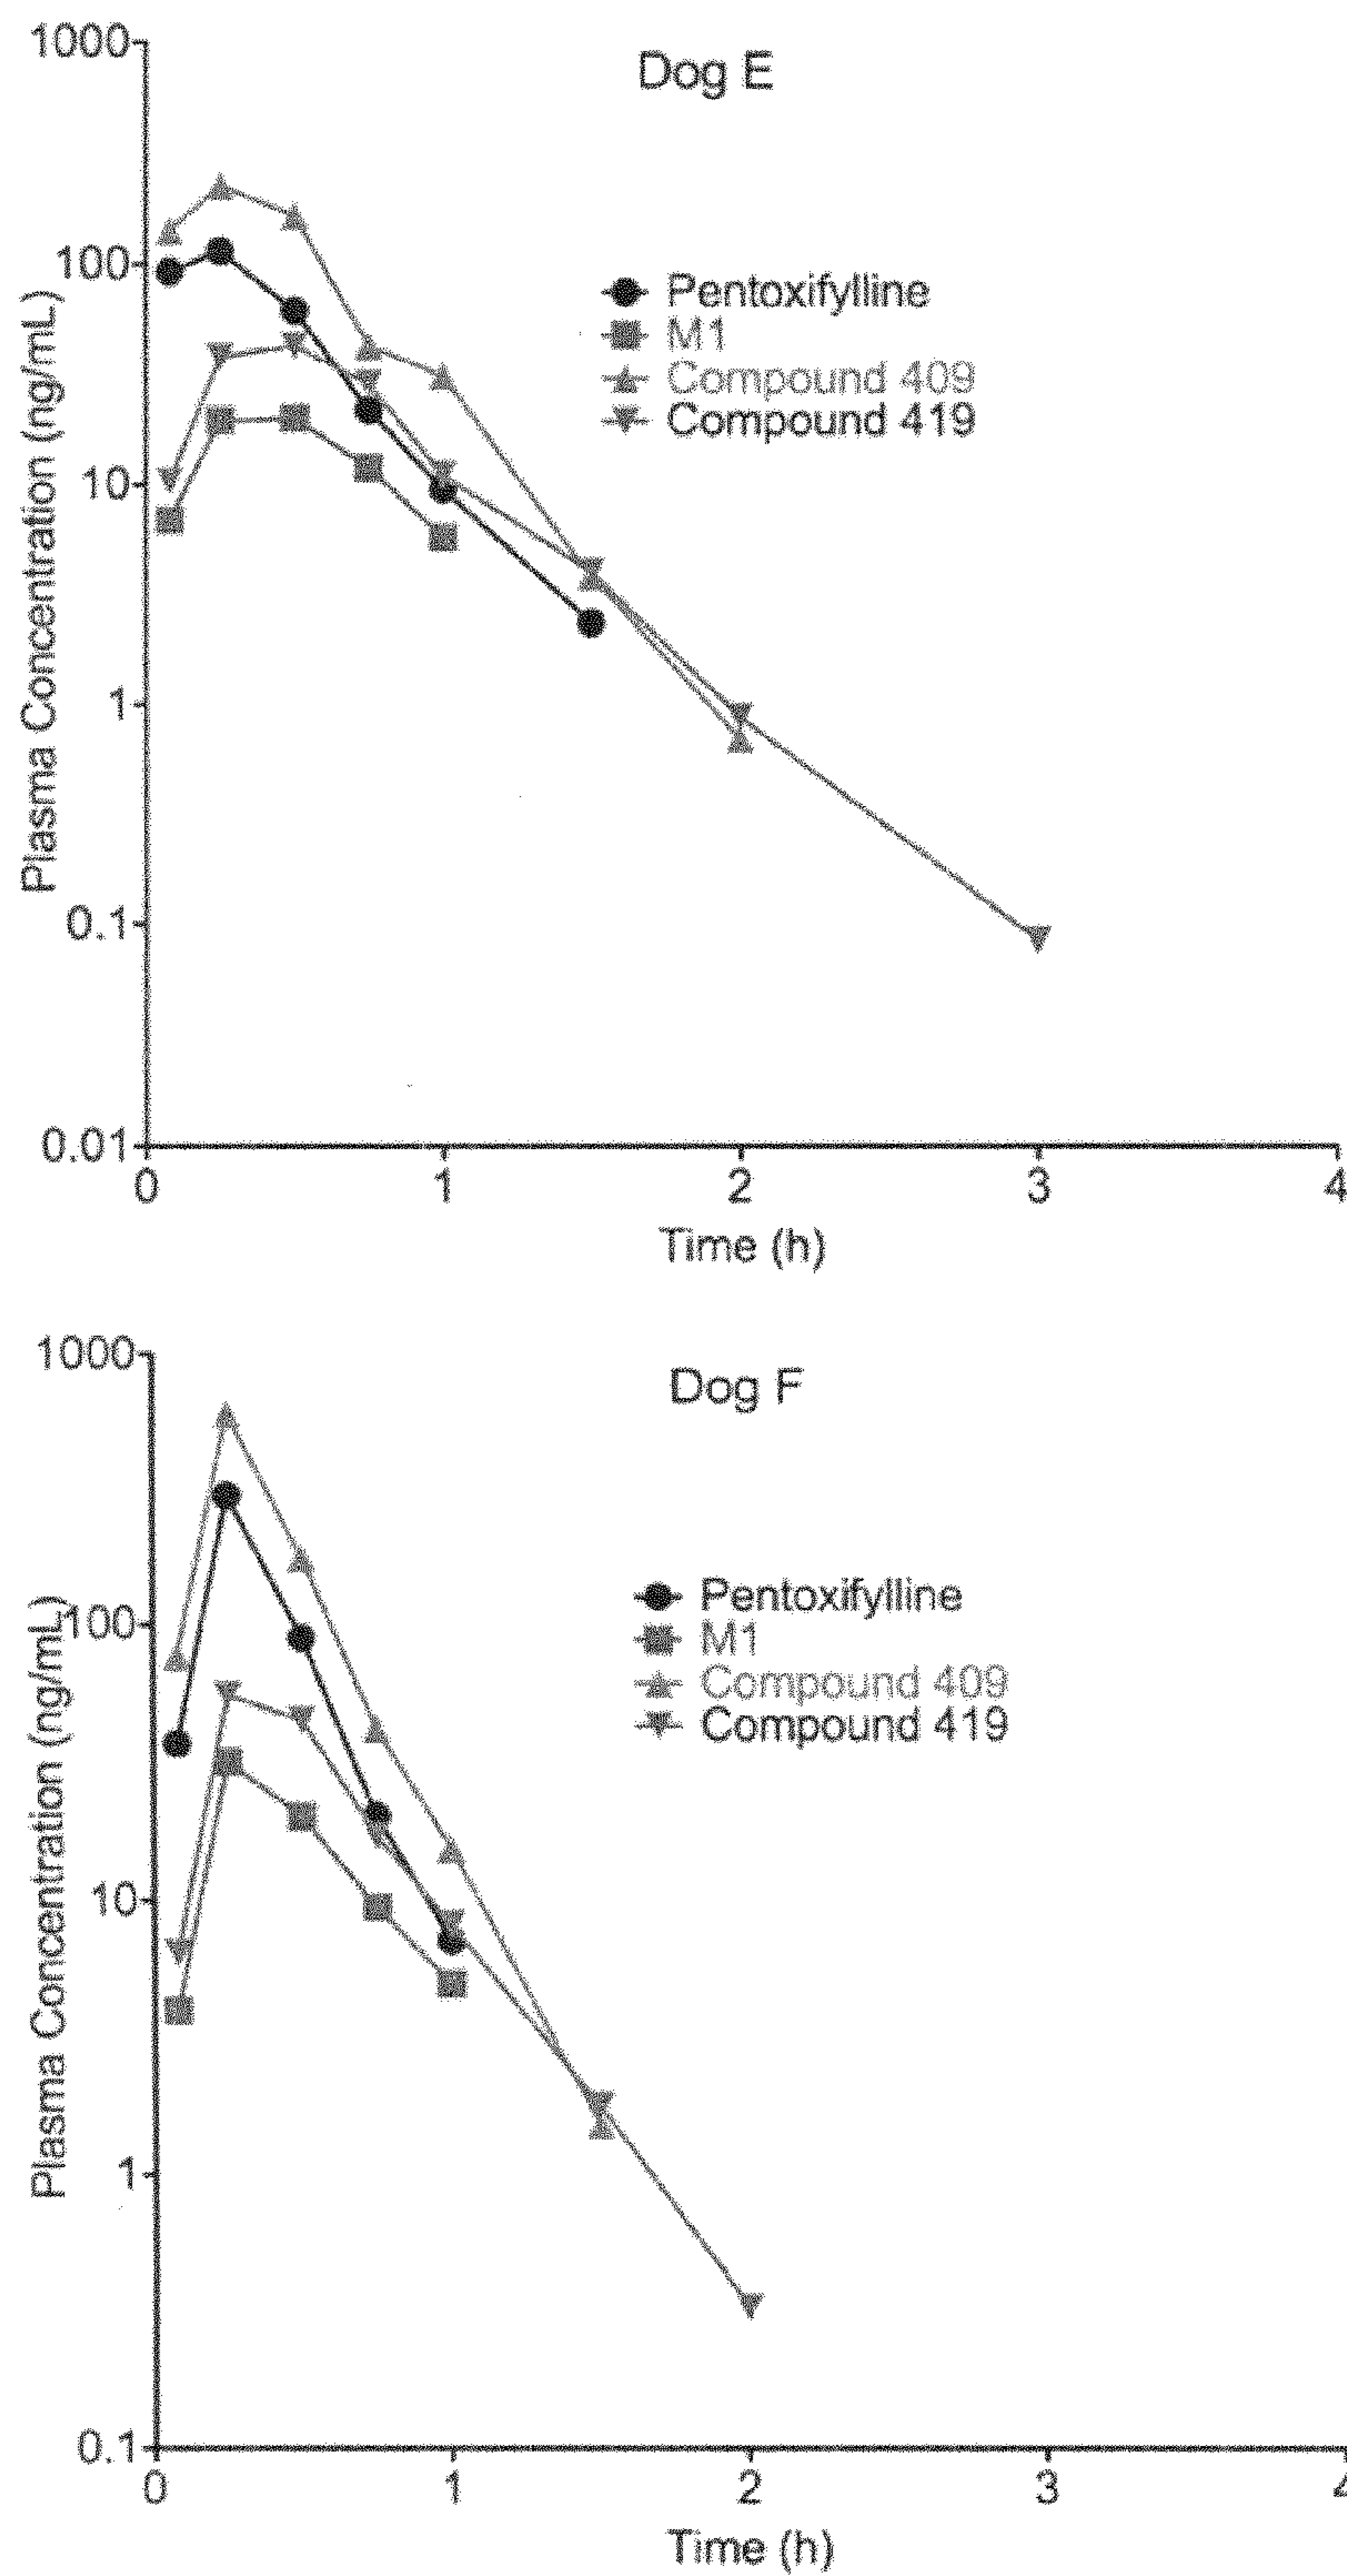 Dog E
1000
100
10
1
0.1
0.01
Plasma Concentration (ng/mL)
Pentoxifylline
M1
Compound 409
Compound 419
0 1 2 3 4
Time (h)
Dog F
1000
100
10
1
0.1
Plasma Concentration (ng/mL)
Pentoxifylline
M1
Compound 409
Compound 419
0 1 2 3 4
Time (h)